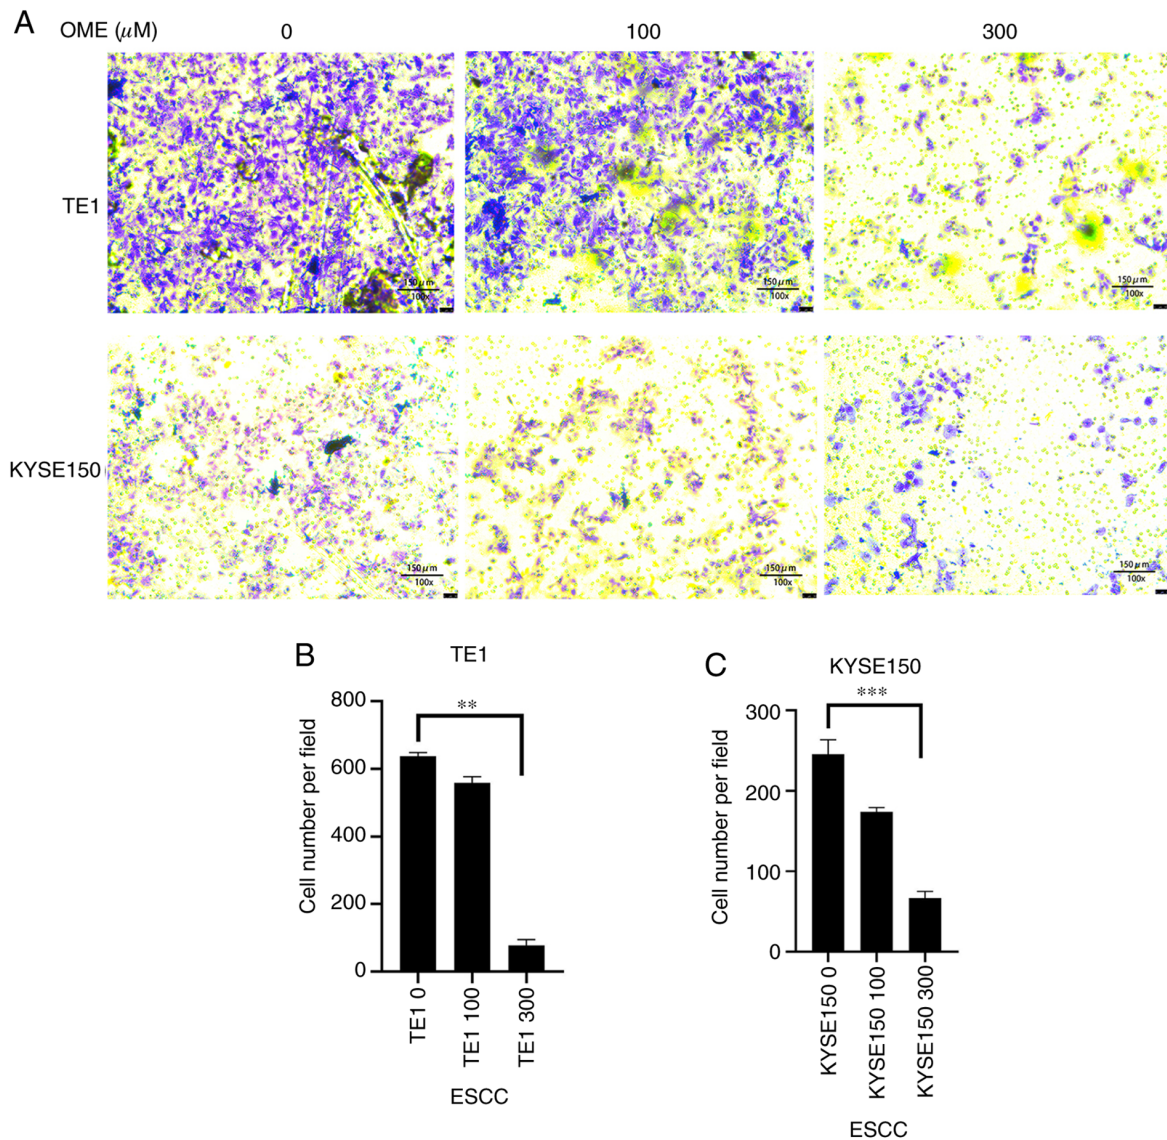 A
OME (μM) 0 100 300
TE1
150 μm
100x
150 μm
100x
150 μm
100x
KYSE150
150 μm
100x
150 μm
100x
150 μm
100x
B
TE1
**
Cell number per field
800
600
400
200
0
TE1 0
TE1 100
TE1 300
ESCC
C
KYSE150
***
Cell number per field
300
200
100
0
KYSE150 0
KYSE150 100
KYSE150 300
ESCC